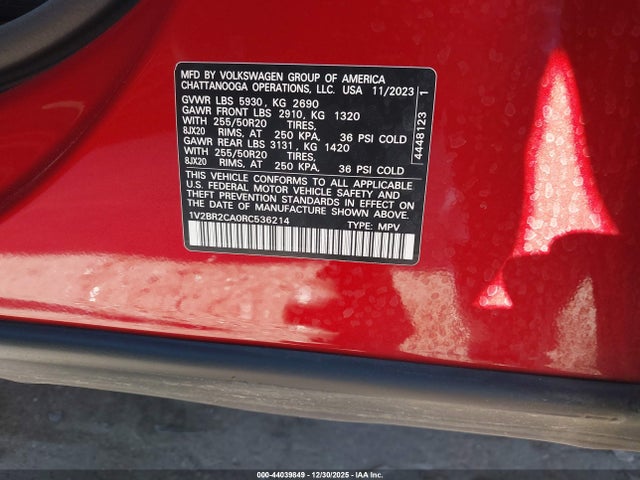 MFD BY VOLKSWAGEN GROUP OF AMERICA
CHATTANOOGA OPERATIONS, LLC. USA 11/2023
GVWR LBS 5930, KG 2690
GAWR FRONT LBS 2910, KG 1320
WITH 255/50R20 TIRES,
8JX20 RIMS, AT 250 KPA, 36 PSI COLD
GAWR REAR LBS 3131, KG 1420
WITH 255/50R20 TIRES,
8JX20 RIMS, AT 250 KPA, 36 PSI COLD
THIS VEHICLE CONFORMS TO ALL APPLICABLE
U.S. FEDERAL MOTOR VEHICLE SAFETY AND
THEFT PREVENTION STANDARDS IN EFFECT ON
THE DATE OF MANUFACTURE SHOWN ABOVE.
1V2BR2CA0RC536214 TYPE: MPV
4448123 1
000-44039849 - 12/30/2025 - IAA Inc.